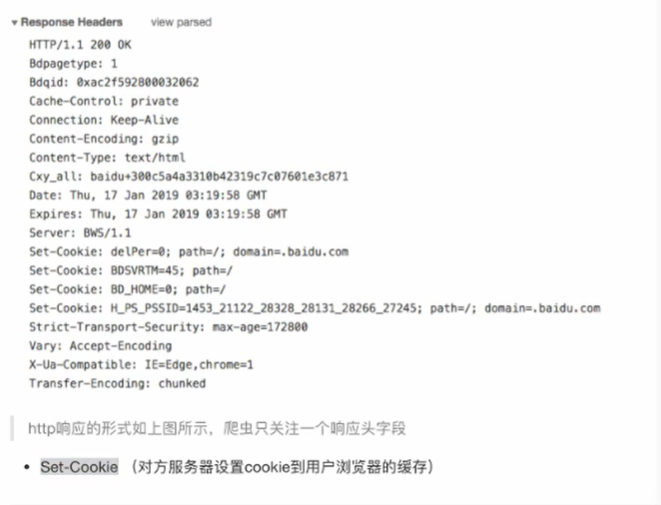 ▼ Response Headers view parsed
HTTP/1.1 200 OK
Bdpagetype: 1
Bdqid: 0xac2f592800032062
Cache-Control: private
Connection: Keep-Alive
Content-Encoding: gzip
Content-Type: text/html
Cxy_all: baidu+300c5a4a3310b42319c7c07601e3c871
Date: Thu, 17 Jan 2019 03:19:58 GMT
Expires: Thu, 17 Jan 2019 03:19:58 GMT
Server: BWS/1.1
Set-Cookie: delPer=0; path=/; domain=.baidu.com
Set-Cookie: BDSVRTM=45; path=/
Set-Cookie: BD_HOME=0; path=/
Set-Cookie: H_PS_PSSID=1453_21122_28328_28131_28266_27245; path=/; domain=.baidu.com
Strict-Transport-Security: max-age=172800
Vary: Accept-Encoding
X-Ua-Compatible: IE=Edge,chrome=1
Transfer-Encoding: chunked
http响应的形式如上图所示，爬虫只关注一个响应头字段
• Set-Cookie （对方服务器设置cookie到用户浏览器的缓存）